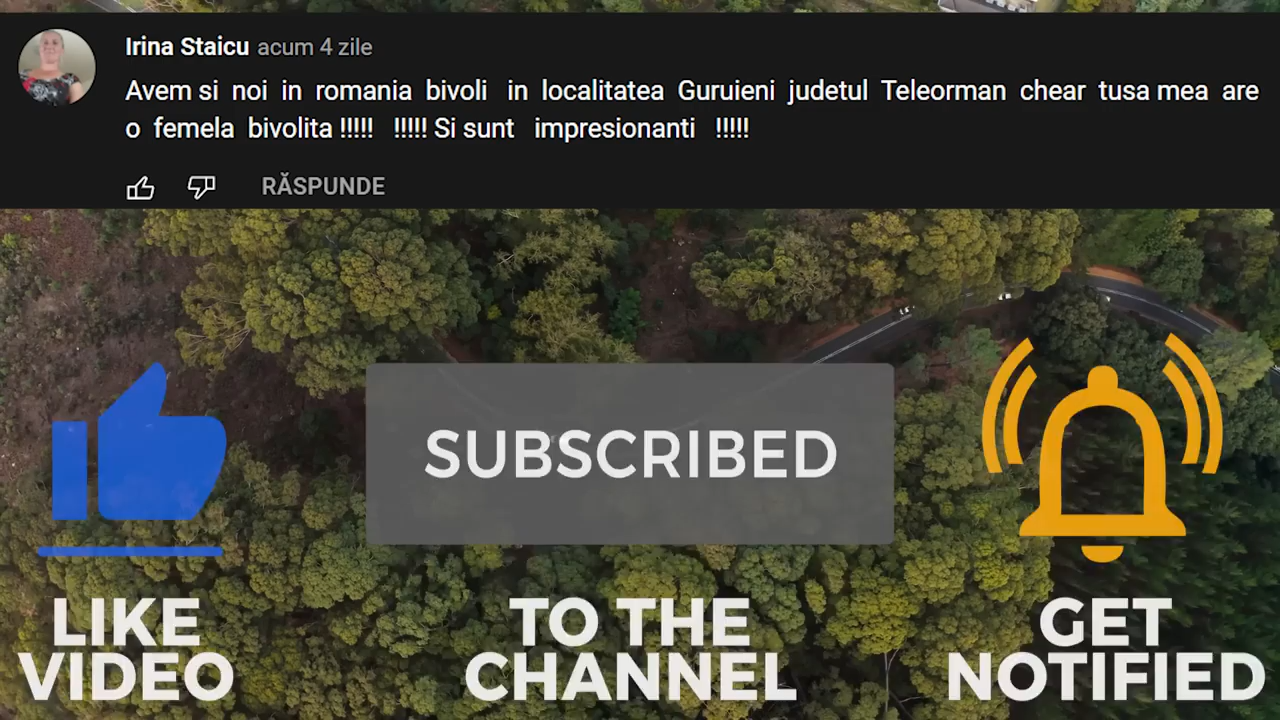 Irina Staicu acum 4 zile
Avem si noi in romania bivoli in localitatea Guruieni judetul Teleorman chear tusa mea are
o femela bivolita !!!!! !!!!! Si sunt impresionanti !!!!!
RĂSPUNDE
SUBSCRIBED
LIKE
VIDEO
TO THE
CHANNEL
GET
NOTIFIED